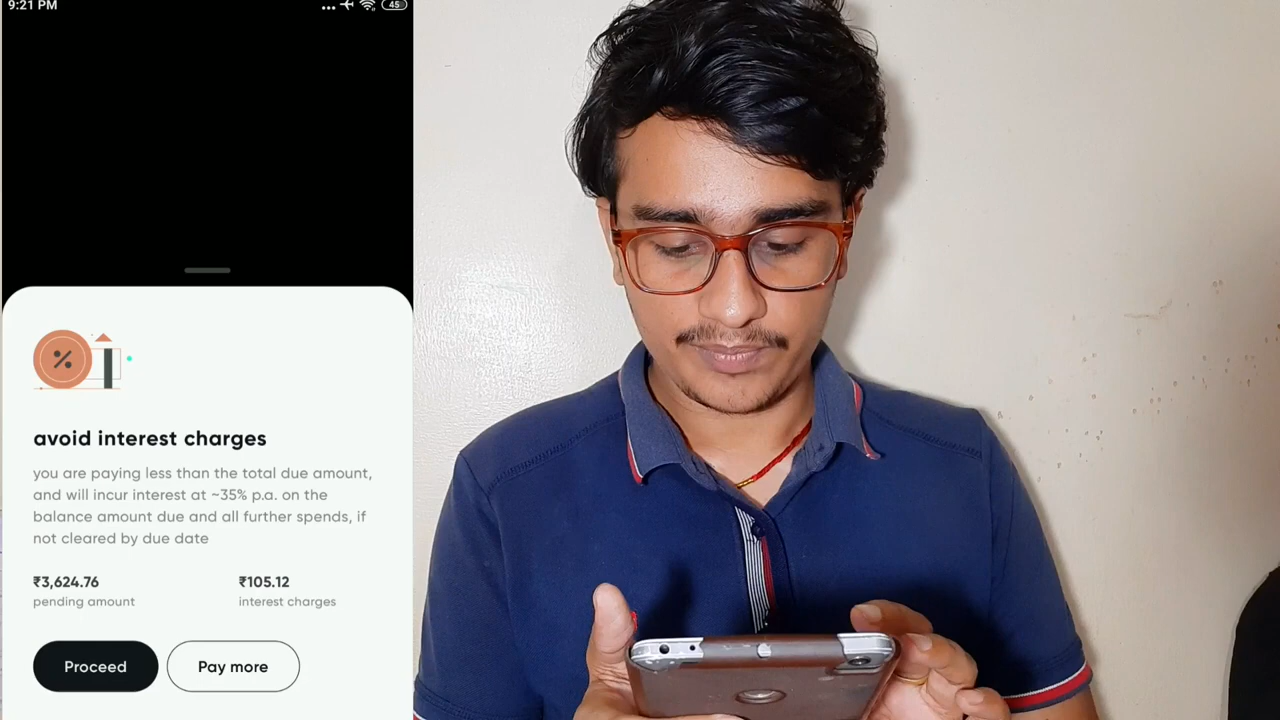 9:21 PM
45
%
avoid interest charges
you are paying less than the total due amount,
and will incur interest at ~35% p.a. on the
balance amount due and all further spends, if
not cleared by due date
₹3,624.76 ₹105.12
pending amount interest charges
Proceed Pay more